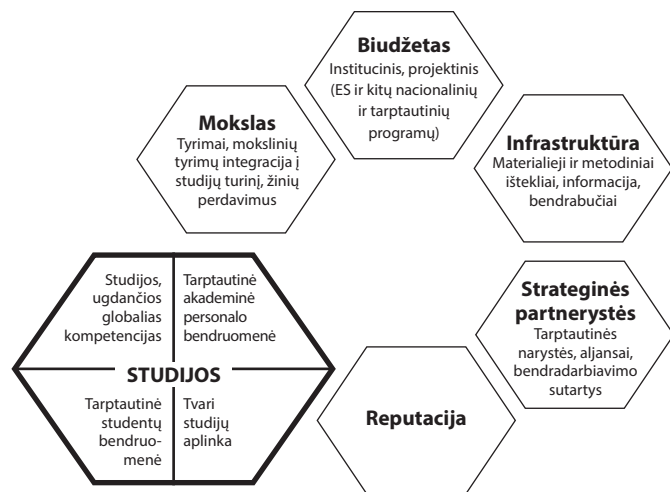 Biudžetas
Institucinis, projektinis
(ES ir kitų nacionalinių
ir tarptautinių
programų)
Mokslas
Tyrimai, mokslinių
tyrimų integracija į
studijų turinį, žinių
perdavimus
Infrastruktūra
Materialieji ir metodiniai
ištekliai, informacija,
bendrabučiai
Studijos,
ugdančios
globalias
kompetencijas
Tarptautinė
akademinė
personalo
bendruomenė
STUDIJOS
Tarptautinė
studentų
bendruo-
menė
Tvari
studijų
aplinka
Strateginės
partnerystės
Tarptautinės
narystės, aljansai,
bendradarbiavimo
sutartys
Reputacija